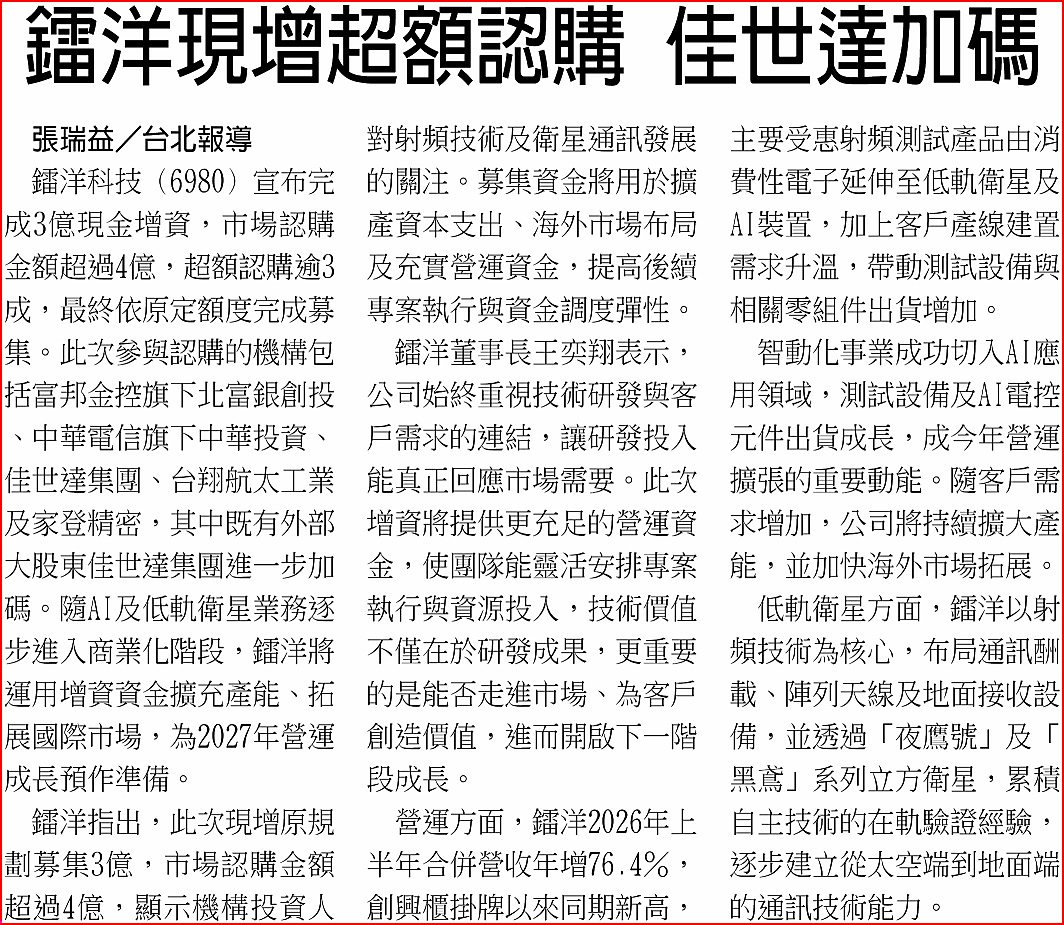 鐳洋現增超額認購 佳世達加碼
張瑞益／台北報導
鐳洋科技（6980）宣布完
成3億現金增資，市場認購
金額超過4億，超額認購逾3
成，最終依原定額度完成募
集。此次參與認購的機構包
括富邦金控旗下北富銀創投
、中華電信旗下中華投資、
佳世達集團、台翔航太工業
及家登精密，其中既有外部
大股東佳世達集團進一步加
碼。隨AI及低軌衛星業務逐
步進入商業化階段，鐳洋將
運用增資資金擴充產能、拓
展國際市場，為2027年營運
成長預作準備。
鐳洋指出，此次現增原規
劃募集3億，市場認購金額
超過4億，顯示機構投資人
對射頻技術及衛星通訊發展
的關注。募集資金將用於擴
產資本支出、海外市場布局
及充實營運資金，提高後續
專案執行與資金調度彈性。
鐳洋董事長王奕翔表示，
公司始終重視技術研發與客
戶需求的連結，讓研發投入
能真正回應市場需要。此次
增資將提供更充足的營運資
金，使團隊能靈活安排專案
執行與資源投入，技術價值
不僅在於研發成果，更重要
的是能否走進市場、為客戶
創造價值，進而開啟下一階
段成長。
營運方面，鐳洋2026年上
半年合併營收年增76.4％，
創興櫃掛牌以來同期新高，
主要受惠射頻測試產品由消
費性電子延伸至低軌衛星及
AI裝置，加上客戶產線建置
需求升溫，帶動測試設備與
相關零組件出貨增加。
智動化事業成功切入AI應
用領域，測試設備及AI電控
元件出貨成長，成今年營運
擴張的重要動能。隨客戶需
求增加，公司將持續擴大產
能，並加快海外市場拓展。
低軌衛星方面，鐳洋以射
頻技術為核心，布局通訊酬
載、陣列天線及地面接收設
備，並透過「夜鷹號」及「
黑鳶」系列立方衛星，累積
自主技術的在軌驗證經驗，
逐步建立從太空端到地面端
的通訊技術能力。